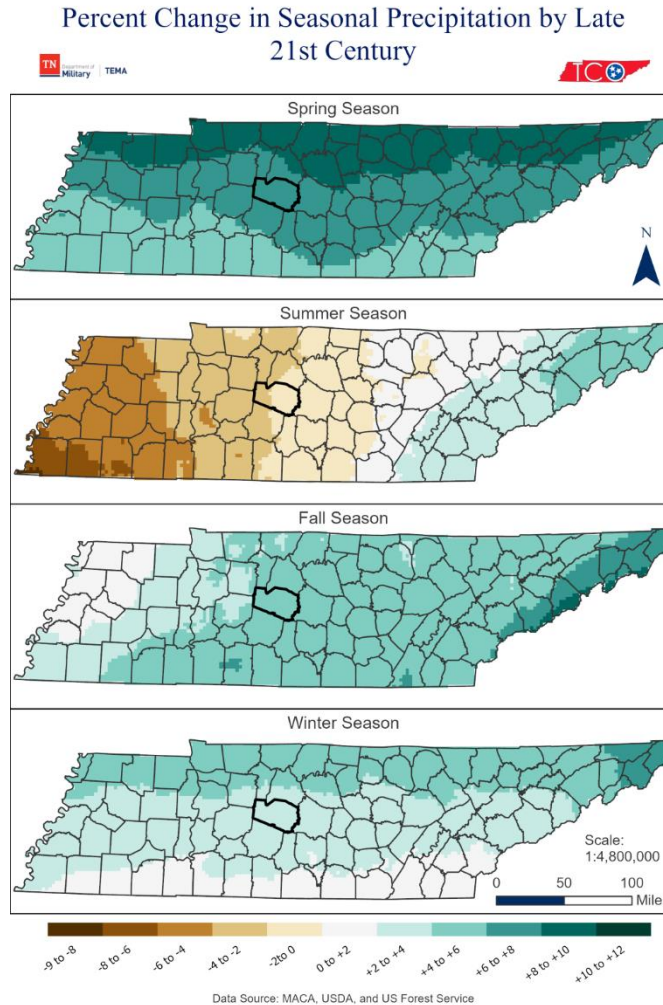 Percent Change in Seasonal Precipitation by Late
21st Century
TN
Department of
Military
TEMA
TCO
Spring Season
N
Summer Season
Fall Season
Winter Season
Scale:
1:4,800,000
0 50 100
Mile
-9 to -8
-8 to -6
-6 to -4
-4 to -2
-2to 0
0 to +2
+2 to +4
+4 to +6
+6 to +8
+8 to +10
+10 to +12
Data Source: MACA, USDA, and US Forest Service